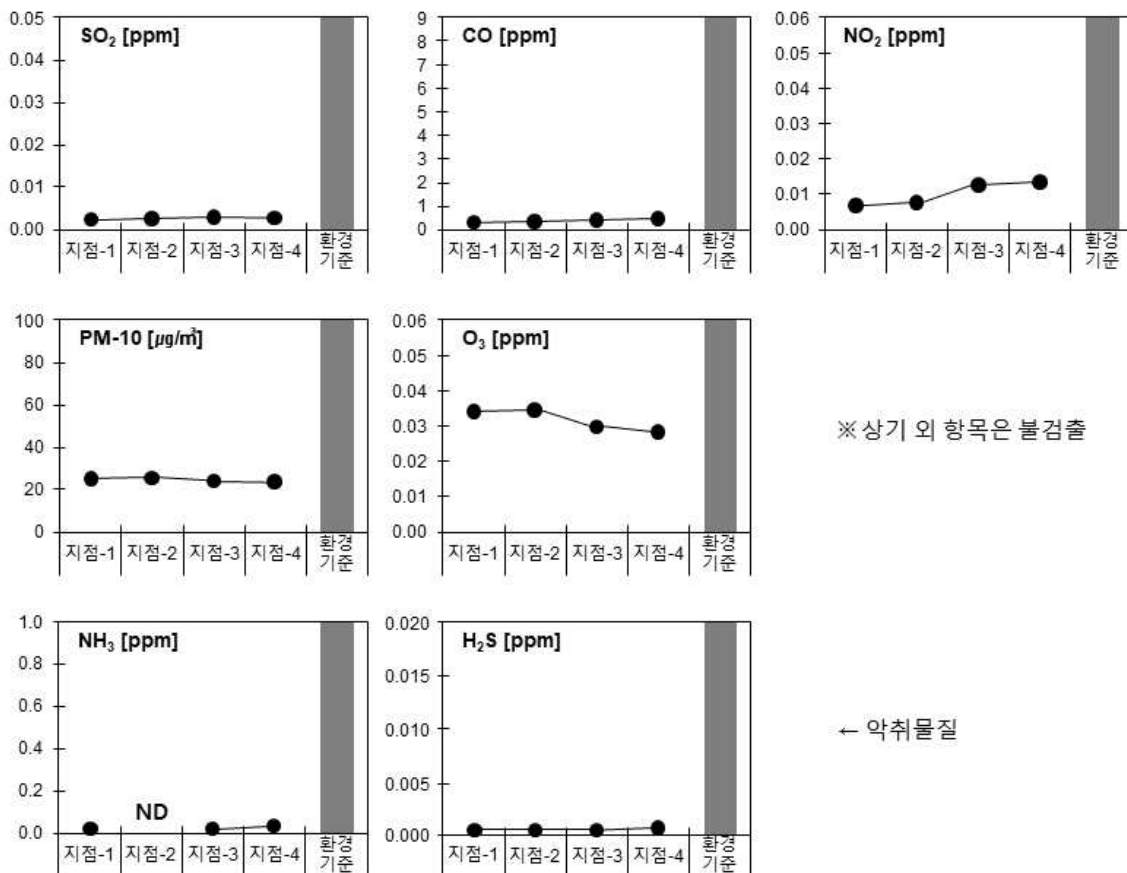 SO₂ [ppm]
0.05
0.04
0.03
0.02
0.01
0.00
지점-1 지점-2 지점-3 지점-4 환경
기준
CO [ppm]
9
8
7
6
5
4
3
2
1
0
지점-1 지점-2 지점-3 지점-4 환경
기준
NO₂ [ppm]
0.06
0.05
0.04
0.03
0.02
0.01
0.00
지점-1 지점-2 지점-3 지점-4 환경
기준
PM-10 [㎍/㎥]
100
80
60
40
20
0
지점-1 지점-2 지점-3 지점-4 환경
기준
O₃ [ppm]
0.06
0.05
0.04
0.03
0.02
0.01
0.00
지점-1 지점-2 지점-3 지점-4 환경
기준
※ 상기 외 항목은 불검출
NH₃ [ppm]
1.0
0.8
0.6
0.4
0.2
0.0
ND
지점-1 지점-2 지점-3 지점-4 환경
기준
H₂S [ppm]
0.020
0.015
0.010
0.005
0.000
지점-1 지점-2 지점-3 지점-4 환경
기준
← 악취물질